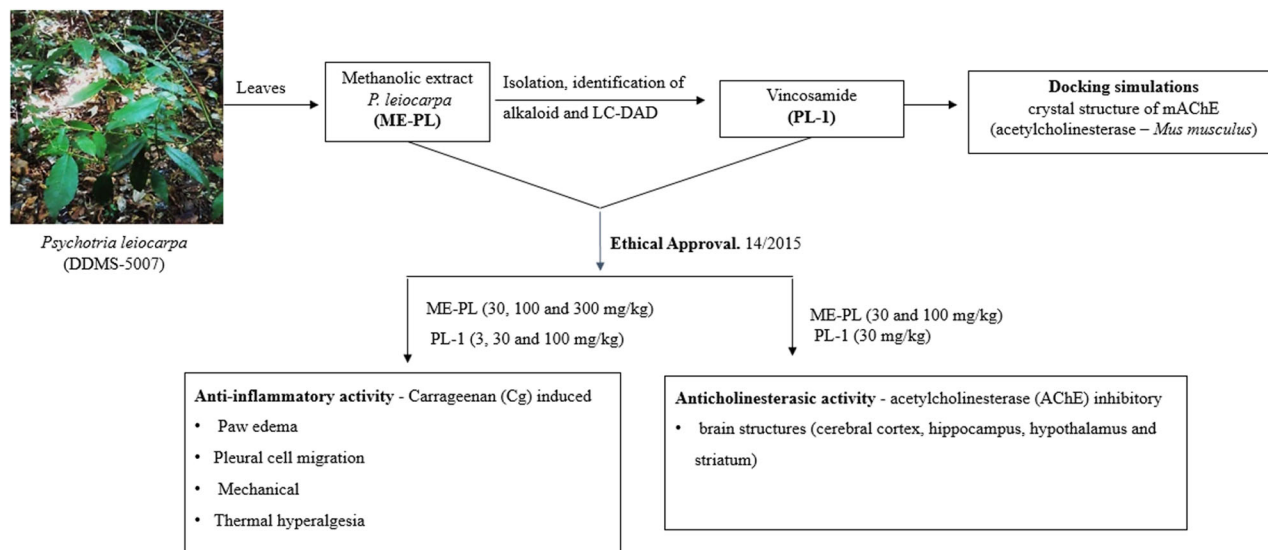 Leaves
Methanolic extract
P. leiocarpa
(ME-PL)
Isolation, identification of
alkaloid and LC-DAD
Vincosamide
(PL-1)
Docking simulations
crystal structure of mAChE
(acetylcholinesterase – Mus musculus)
Psychotria leiocarpa
(DDMS-5007)
Ethical Approval. 14/2015
ME-PL (30, 100 and 300 mg/kg)
PL-1 (3, 30 and 100 mg/kg)
ME-PL (30 and 100 mg/kg)
PL-1 (30 mg/kg)
Anti-inflammatory activity - Carrageenan (Cg) induced
• Paw edema
• Pleural cell migration
• Mechanical
• Thermal hyperalgesia
Anticholinesterasic activity - acetylcholinesterase (AChE) inhibitory
• brain structures (cerebral cortex, hippocampus, hypothalamus and
striatum)